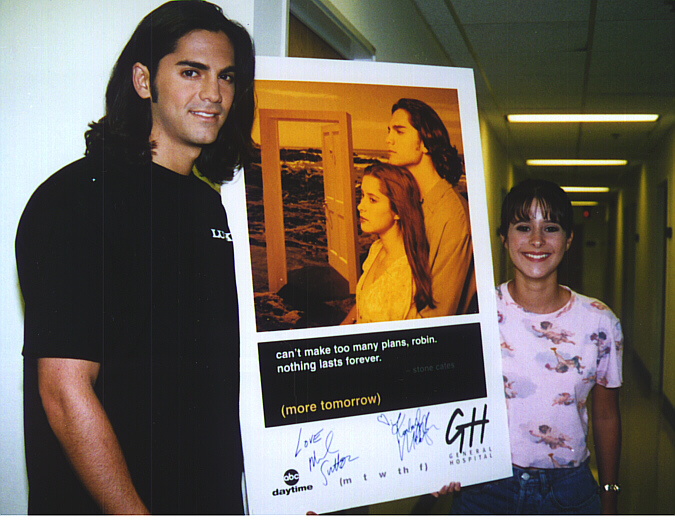 LUK
can't make too many plans, robin.
nothing lasts forever.
- stone cates
(more tomorrow)
Love
GH
GENERAL
HOSPITAL
abc
daytime
(m t w th f)